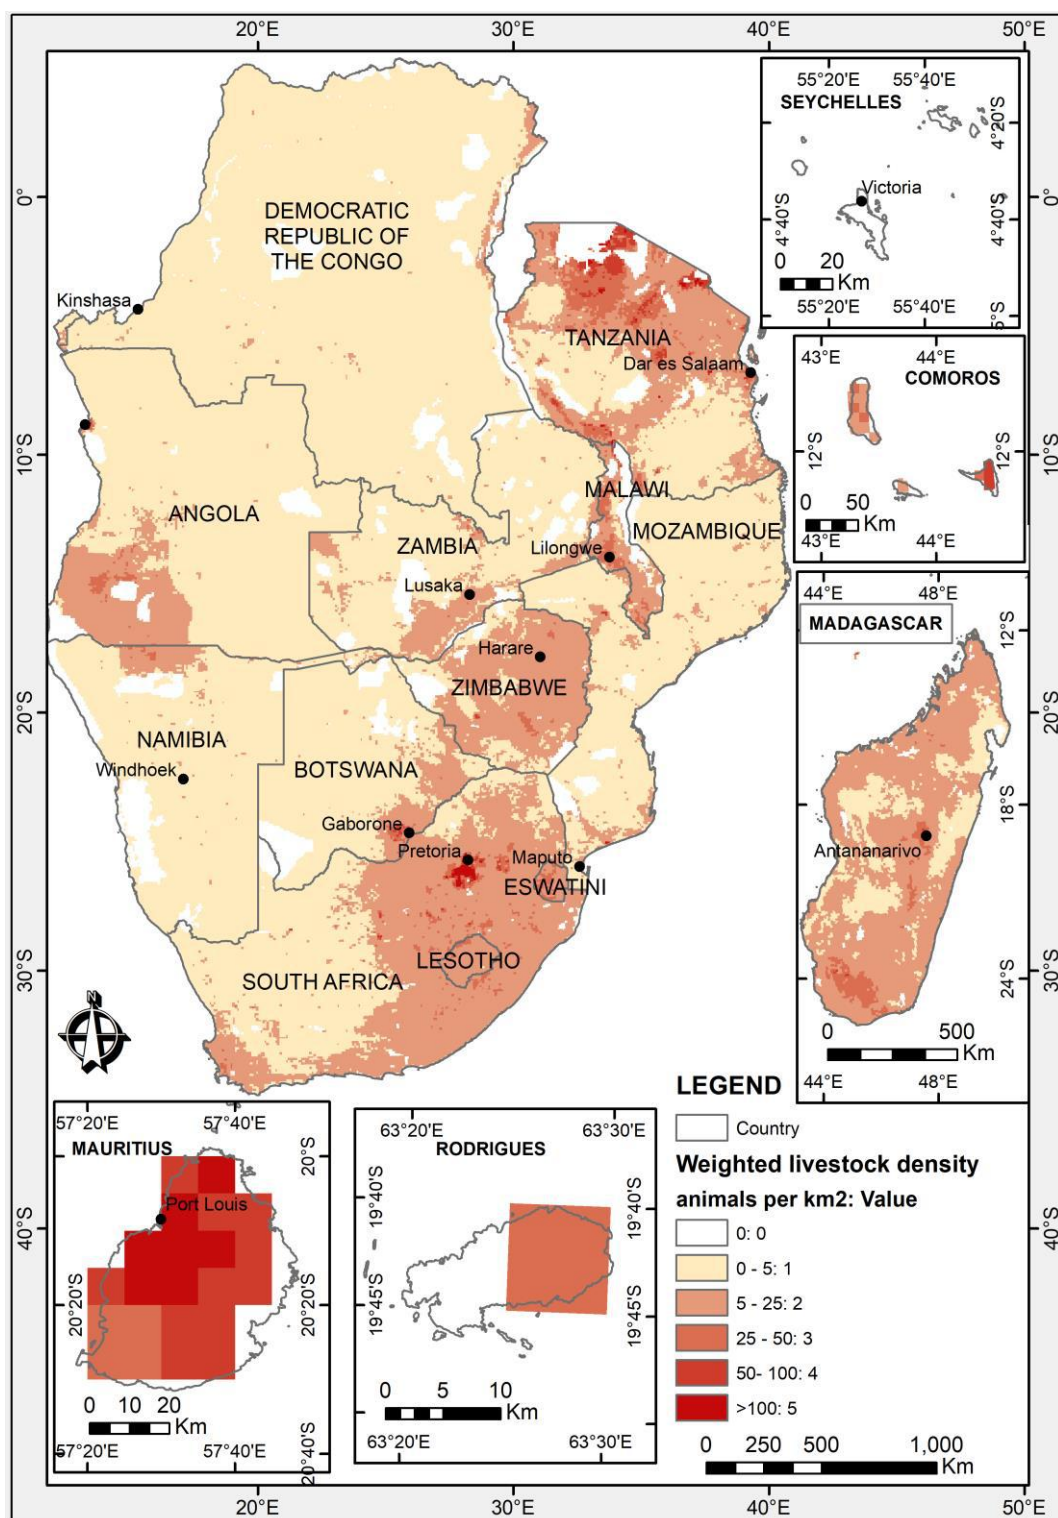 20°E 30°E 40°E 50°E
0°
10°S
20°S
30°S
DEMOCRATIC
REPUBLIC OF
THE CONGO
Kinshasa
TANZANIA
Dar es Salaam
ANGOLA
ZAMBIA
Lusaka
MALAWI
Lilongwe
MOZAMBIQUE
Harare
ZIMBABWE
NAMIBIA
Windhoek
BOTSWANA
Gaborone
Pretoria
Maputo
ESWATINI
LESOTHO
SOUTH AFRICA
N
55°20'E 55°40'E
SEYCHELLES
4°20'S
4°20'S
Victoria
4°40'S
4°40'S
0 20
Km
55°20'E 55°40'E
43°E 44°E
COMOROS
12°S
12°S
0 50
Km
43°E 44°E
10°S
44°E 48°E
MADAGASCAR
12°S
20°S
18°S
18°S
Antananarivo
24°S
24°S
30°S
0 500
Km
44°E 48°E
57°20'E 57°40'E
MAURITIUS
20°S
20°S
Port Louis
20°20'S
20°20'S
0 10 20
Km
20°40'S
57°20'E 57°40'E
63°20'E 63°30'E
RODRIGUES
19°40'S
19°40'S
19°45'S
19°45'S
0 5 10
Km
63°20'E 63°30'E
LEGEND
Country
Weighted livestock density
animals per km2: Value
0: 0
0 - 5: 1
5 - 25: 2
25 - 50: 3
50- 100: 4
>100: 5
0 250 500 1,000
Km
40°S
40°S
20°E 30°E 40°E 50°E